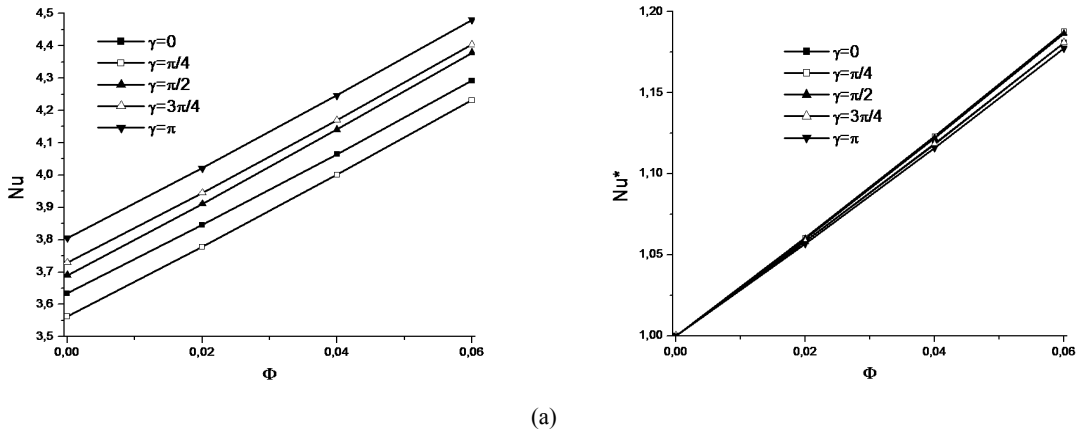 4,5
4,4
4,3
4,2
4,1
4,0
3,9
3,8
3,7
3,6
3,5
Nu
γ=0
γ=π/4
γ=π/2
γ=3π/4
γ=π
0,00 0,02 0,04 0,06
Φ
1,20
1,15
1,10
1,05
1,00
Nu*
γ=0
γ=π/4
γ=π/2
γ=3π/4
γ=π
0,00 0,02 0,04 0,06
Φ
(a)